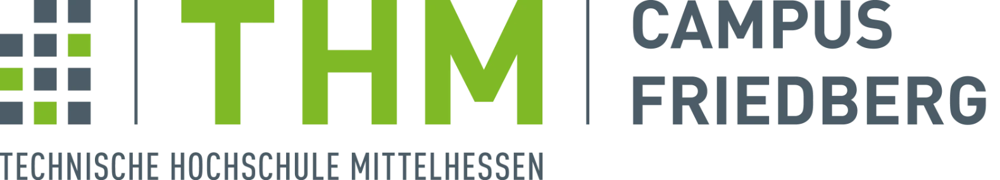 THM
CAMPUS
FRIEDBERG
TECHNISCHE HOCHSCHULE MITTELHESSEN